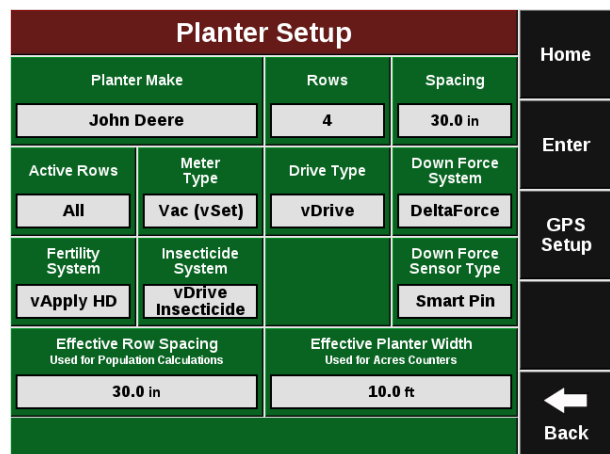 Planter Setup
Home
Planter Make
Rows
Spacing
John Deere
4
30.0 in
Enter
Active Rows
Meter
Type
Drive Type
Down Force
System
All
Vac (vSet)
vDrive
DeltaForce
GPS
Setup
Fertility
System
Insecticide
System
Down Force
Sensor Type
vApply HD
vDrive
Insecticide
Smart Pin
Effective Row Spacing
Used for Population Calculations
Effective Planter Width
Used for Acres Counters
30.0 in
10.0 ft
Back